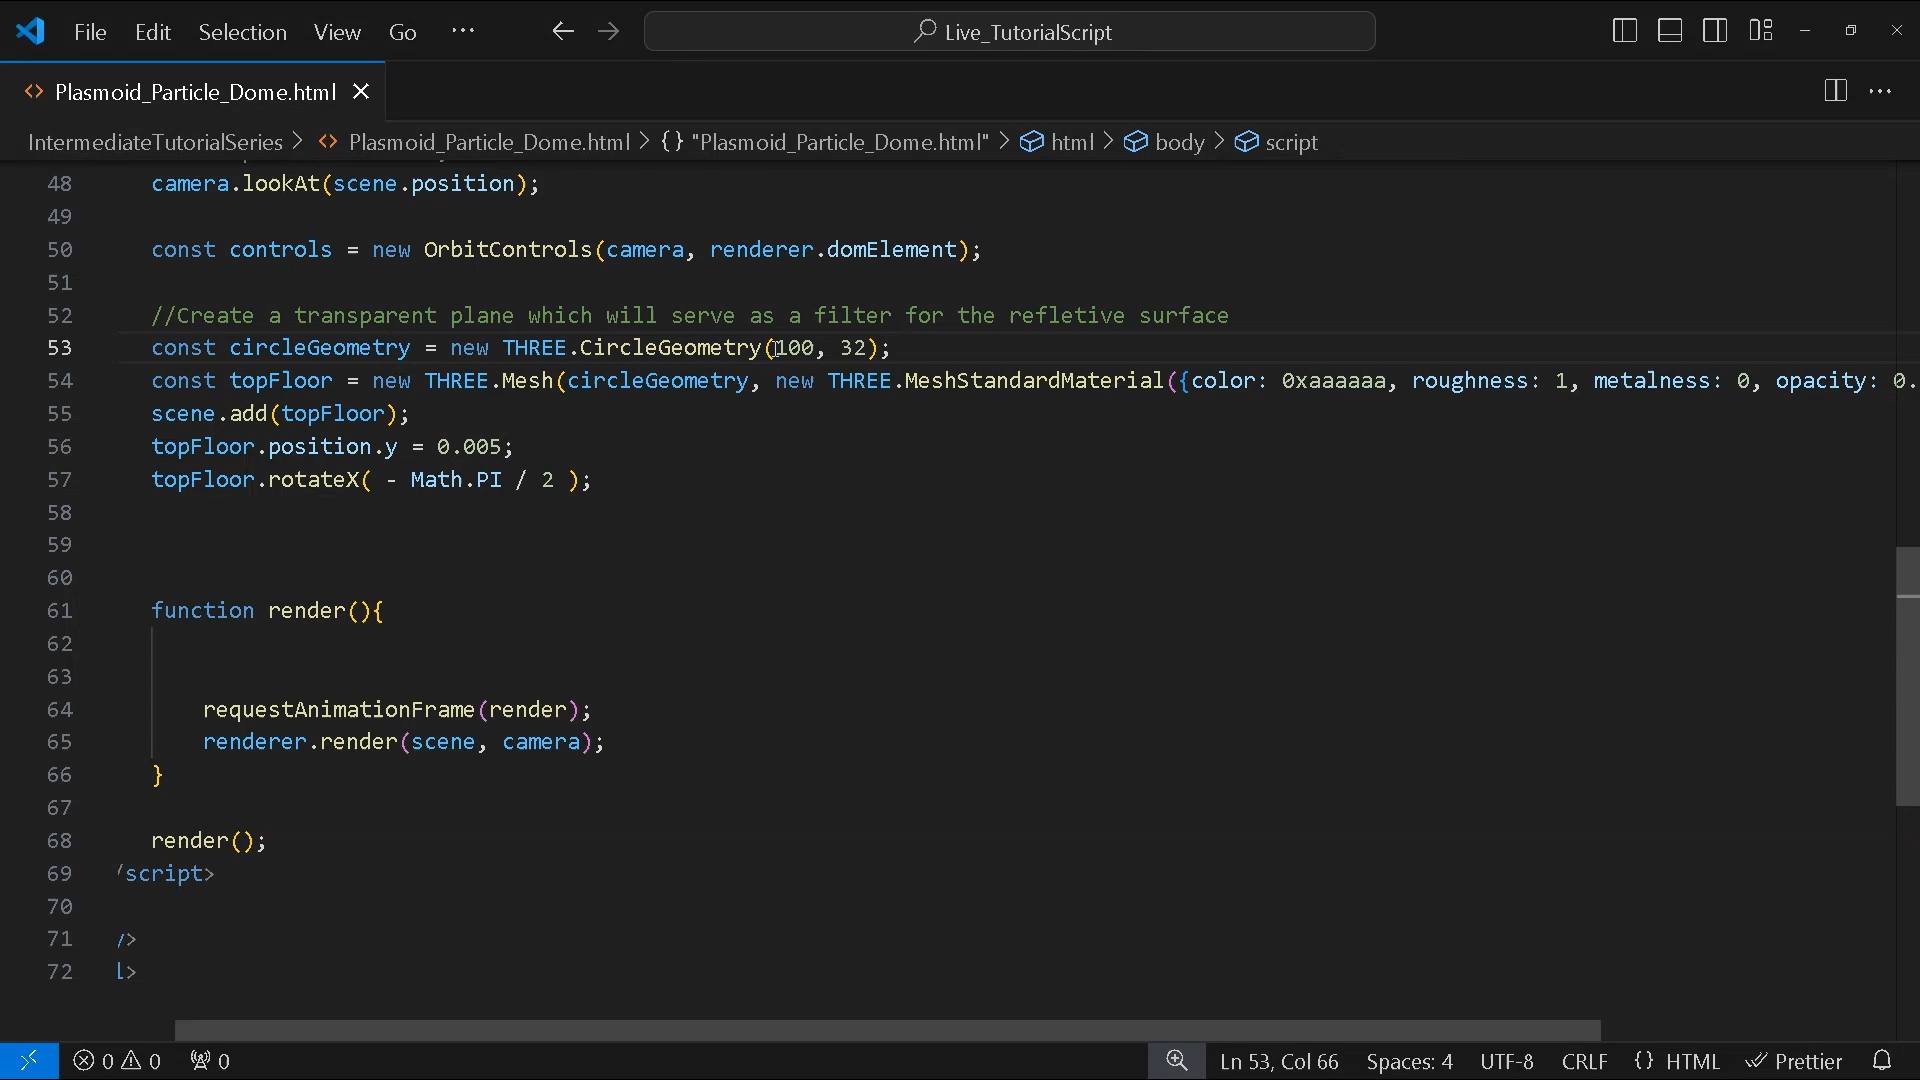 File Edit Selection View Go ··· Live_TutorialScript
Plasmoid_Particle_Dome.html
IntermediateTutorialSeries > Plasmoid_Particle_Dome.html > {} "Plasmoid_Particle_Dome.html" > html > body > script
48 camera.lookAt(scene.position);
49
50 const controls = new OrbitControls(camera, renderer.domElement);
51
52 //Create a transparent plane which will serve as a filter for the refletive surface
53 const circleGeometry = new THREE.CircleGeometry(100, 32);
54 const topFloor = new THREE.Mesh(circleGeometry, new THREE.MeshStandardMaterial({color: 0xaaaaaa, roughness: 1, metalness: 0, opacity: 0.
55 scene.add(topFloor);
56 topFloor.position.y = 0.005;
57 topFloor.rotateX( - Math.PI / 2 );
58
59
60
61 function render(){
62
63
64 requestAnimationFrame(render);
65 renderer.render(scene, camera);
66 }
67
68 render();
69 /script>
70
71 />
72 l>
0 0 0 Ln 53, Col 66 Spaces: 4 UTF-8 CRLF {} HTML Prettier